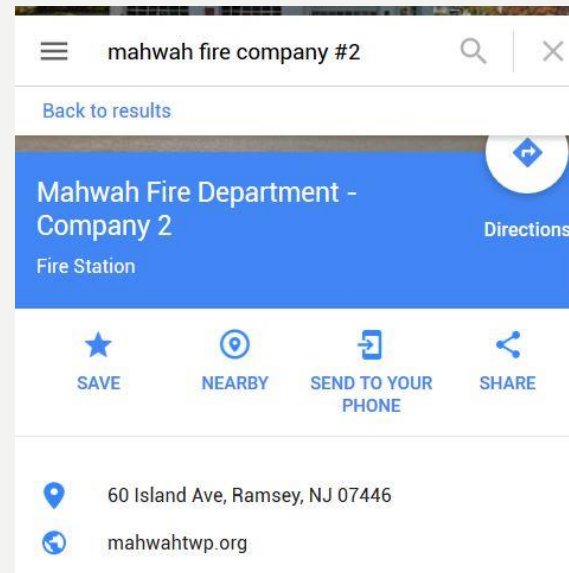 mahwah fire company #2
Back to results
Mahwah Fire Department -
Company 2
Directions
Fire Station
SAVE
NEARBY
SEND TO YOUR
PHONE
SHARE
60 Island Ave, Ramsey, NJ 07446
mahwahtwp.org